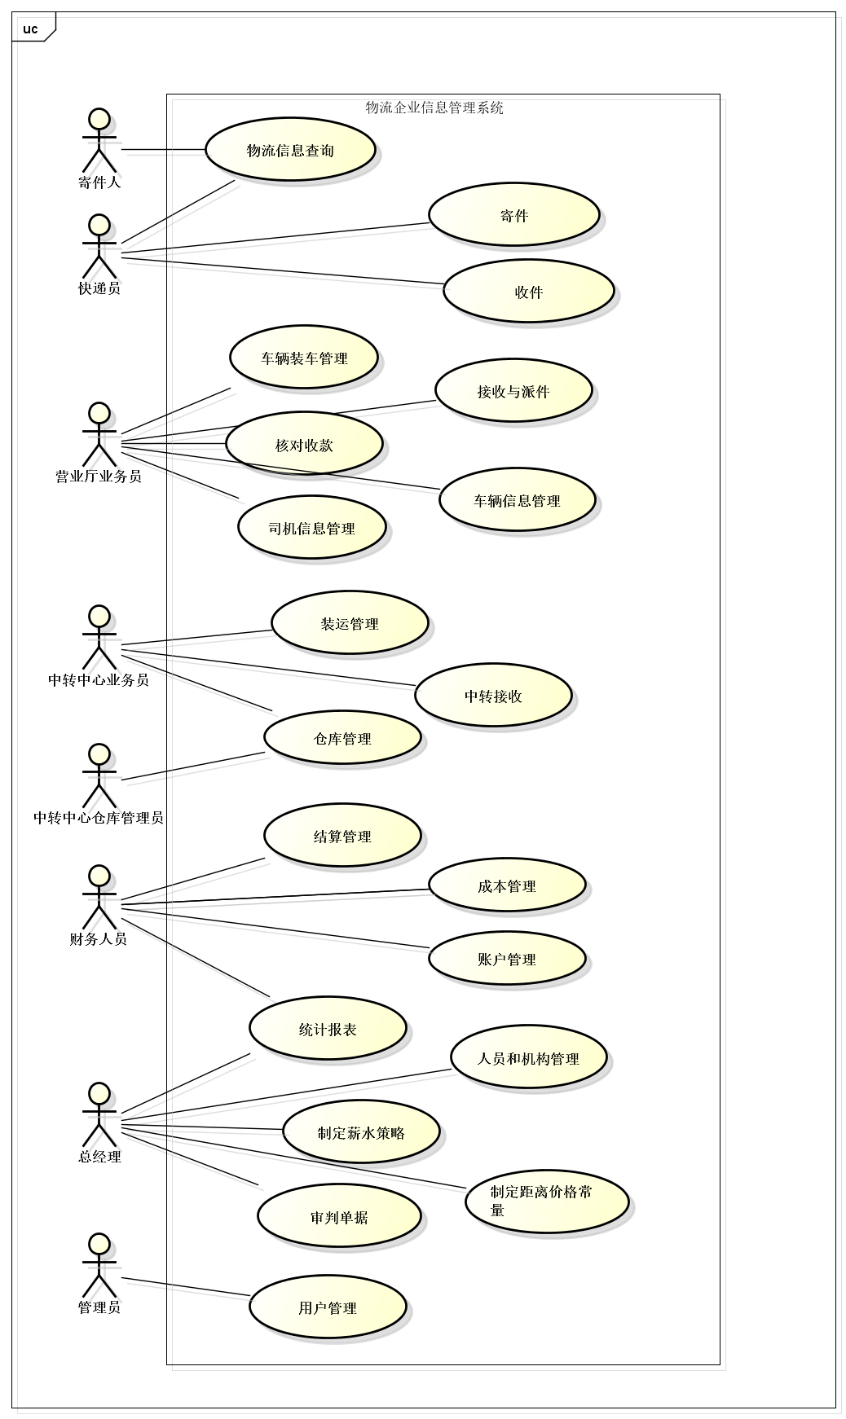 uc
物流企业信息管理系统
物流信息查询
寄件人
寄件
快递员
收件
车辆装车管理
接收与派件
核对收款
营业厅业务员
车辆信息管理
司机信息管理
装运管理
中转中心业务员
中转接收
仓库管理
中转中心仓库管理员
结算管理
成本管理
财务人员
账户管理
统计报表
人员和机构管理
制定薪水策略
总经理
制定距离价格常
量
审判单据
管理员
用户管理